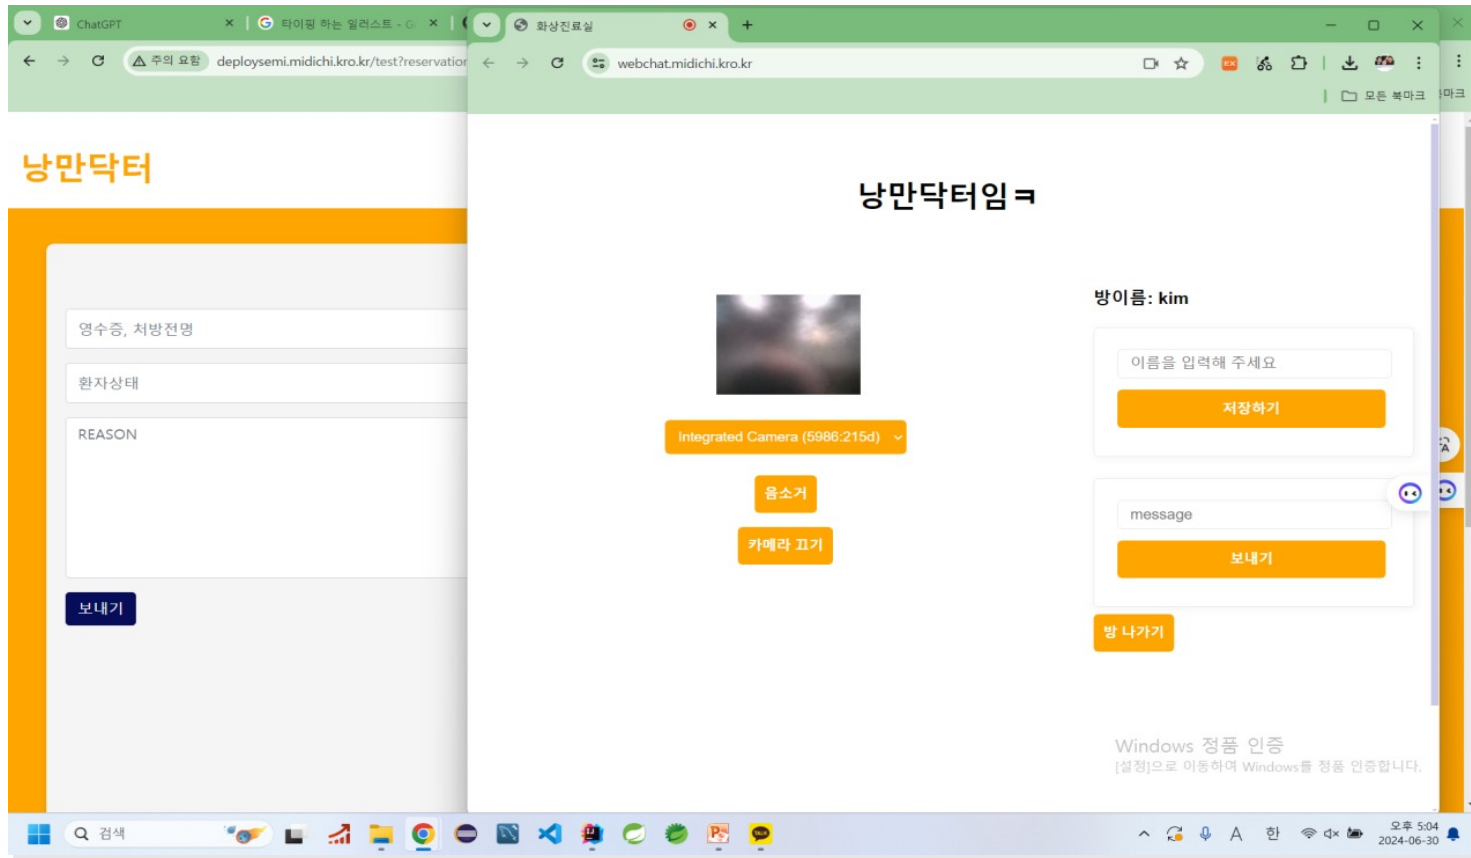 ChatGPT
타이핑 하는 일러스트 - G
주의 요함
deploysemi.midichi.kro.kr/test?reservation
낭만닥터
영수증, 처방전명
환자상태
REASON
보내기
화상진료실
webchat.midichi.kro.kr
모든 북마크
북마크
낭만닥터임ㅋ
Integrated Camera (5986:215d)
음소거
카메라 끄기
방이름: kim
이름을 입력해 주세요
저장하기
message
보내기
방 나가기
Windows 정품 인증
[설정]으로 이동하여 Windows를 정품 인증합니다.
검색
A 한
오후 5:04
2024-06-30